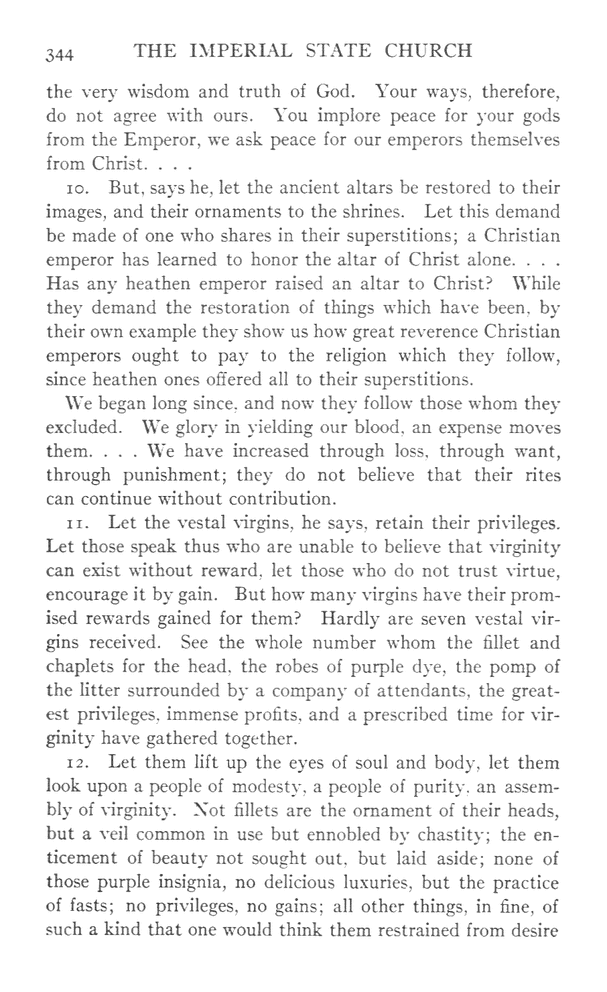 344 THE IMPERIAL STATE CHURCH
the very wisdom and truth of God. Your ways, therefore,
do not agree with ours. You implore peace for your gods
from the Emperor, we ask peace for our emperors themselves
from Christ. . . .
10. But, says he, let the ancient altars be restored to their
images, and their ornaments to the shrines. Let this demand
be made of one who shares in their superstitions; a Christian
emperor has learned to honor the altar of Christ alone. . . .
Has any heathen emperor raised an altar to Christ? While
they demand the restoration of things which have been, by
their own example they show us how great reverence Christian
emperors ought to pay to the religion which they follow,
since heathen ones offered all to their superstitions.
We began long since, and now they follow those whom they
excluded. We glory in yielding our blood, an expense moves
them. . . . We have increased through loss, through want,
through punishment; they do not believe that their rites
can continue without contribution.
11. Let the vestal virgins, he says, retain their privileges.
Let those speak thus who are unable to believe that virginity
can exist without reward, let those who do not trust virtue,
encourage it by gain. But how many virgins have their prom-
ised rewards gained for them? Hardly are seven vestal vir-
gins received. See the whole number whom the fillet and
chaplets for the head, the robes of purple dye, the pomp of
the litter surrounded by a company of attendants, the great-
est privileges, immense profits, and a prescribed time for vir-
ginity have gathered together.
12. Let them lift up the eyes of soul and body, let them
look upon a people of modesty, a people of purity, an assem-
bly of virginity. Not fillets are the ornament of their heads,
but a veil common in use but ennobled by chastity; the en-
ticement of beauty not sought out, but laid aside; none of
those purple insignia, no delicious luxuries, but the practice
of fasts; no privileges, no gains; all other things, in fine, of
such a kind that one would think them restrained from desire